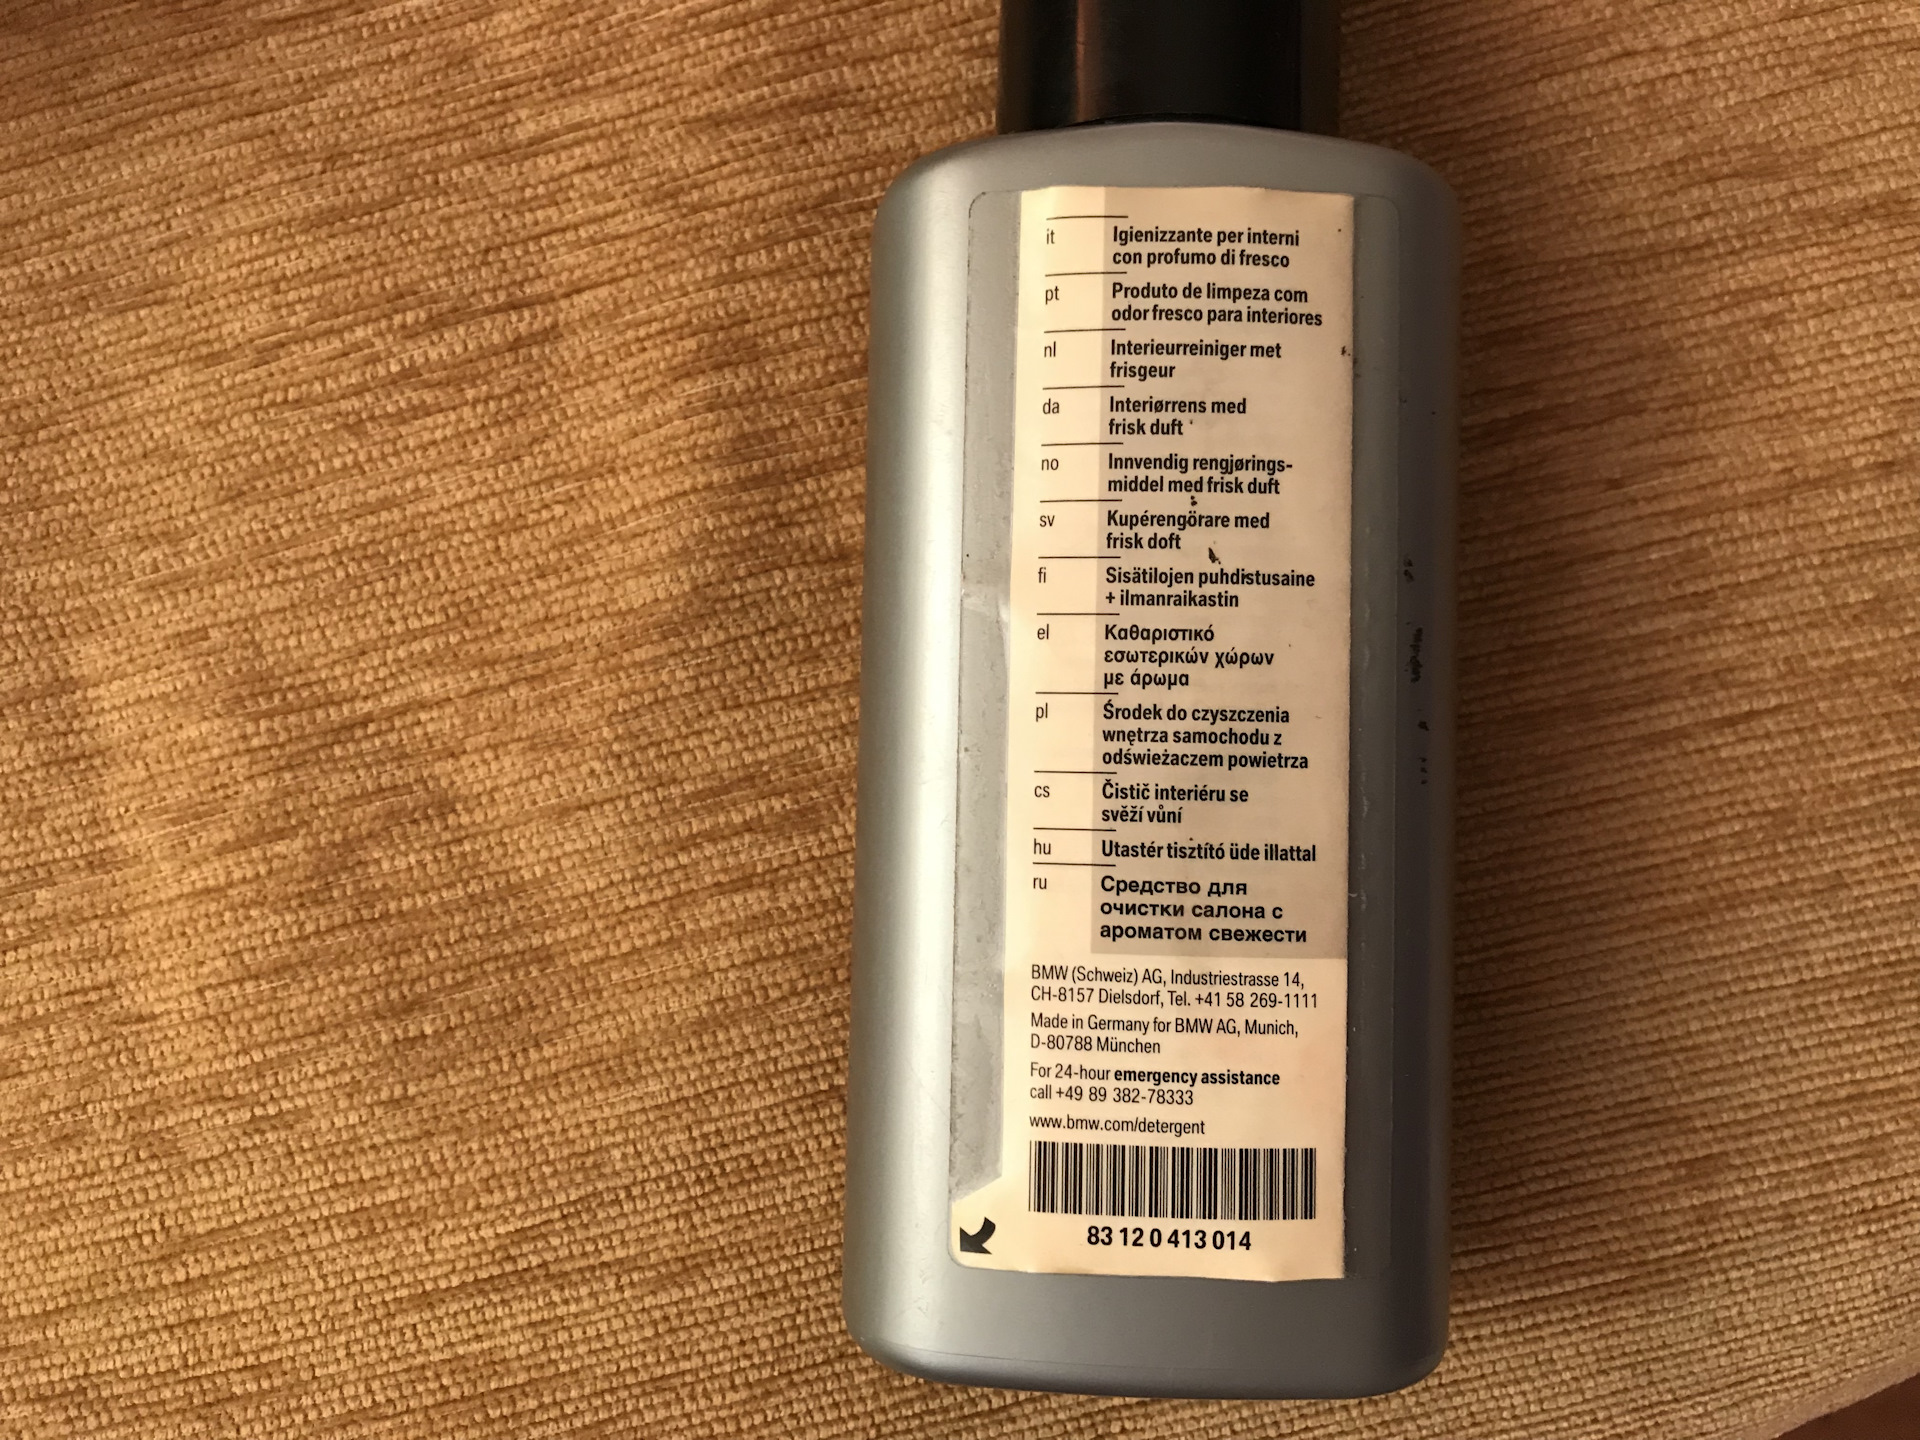 it Igienizzante per interni
con profumo di fresco
pt Produto de limpeza com
odor fresco para interiores
nl Interieurreiniger met
frisgeur
da Interiørrens med
frisk duft
no Innvendig rengjørings-
middel med frisk duft
sv Kupérengörare med
frisk doft
fi Sisätilojen puhdistusaine
+ ilmanraikastin
el Καθαριστικό
εσωτερικών χώρων
με άρωμα
pl Środek do czyszczenia
wnętrza samochodu z
odświeżaczem powietrza
cs Čistič interiéru se
svěží vůní
hu Utastér tisztító üde illattal
ru Средство для
очистки салона с
ароматом свежести
BMW (Schweiz) AG, Industriestrasse 14,
CH-8157 Dielsdorf, Tel. +41 58 269-1111
Made in Germany for BMW AG, Munich,
D-80788 München
For 24-hour emergency assistance
call +49 89 382-78333
www.bmw.com/detergent
83 12 0 413 014